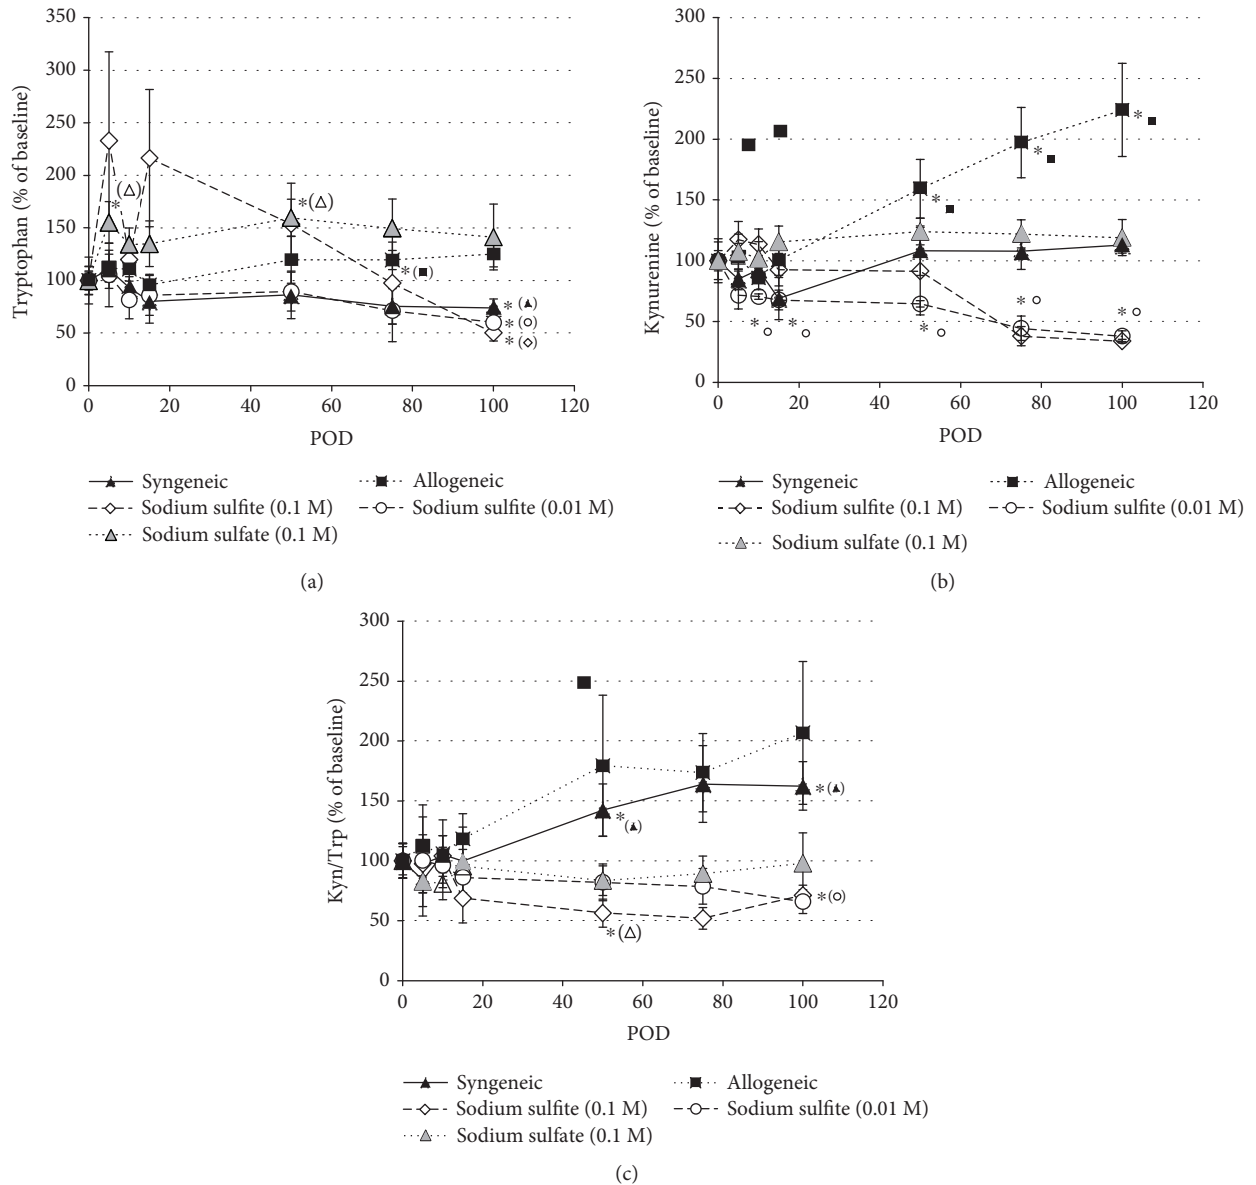 Tryptophan (% of baseline)
350
300
250
200
150
100
50
0
0 20 40 60 80 100 120
POD
*
(△)
*(△)
*(■)
*(▲)
*(○)
*(◇)
Syngeneic
Allogeneic
Sodium sulfite (0.1 M)
Sodium sulfite (0.01 M)
Sodium sulfate (0.1 M)
(a)
Kynurenine (% of baseline)
300
250
200
150
100
50
0
0 20 40 60 80 100 120
POD
*■
*■
*■
*○
*○
*○
*○
*○
Syngeneic
Allogeneic
Sodium sulfite (0.1 M)
Sodium sulfite (0.01 M)
Sodium sulfate (0.1 M)
(b)
Kyn/Trp (% of baseline)
300
250
200
150
100
50
0
0 20 40 60 80 100 120
POD
*(▲)
*(▲)
*(○)
*(△)
Syngeneic
Allogeneic
Sodium sulfite (0.1 M)
Sodium sulfite (0.01 M)
Sodium sulfate (0.1 M)
(c)